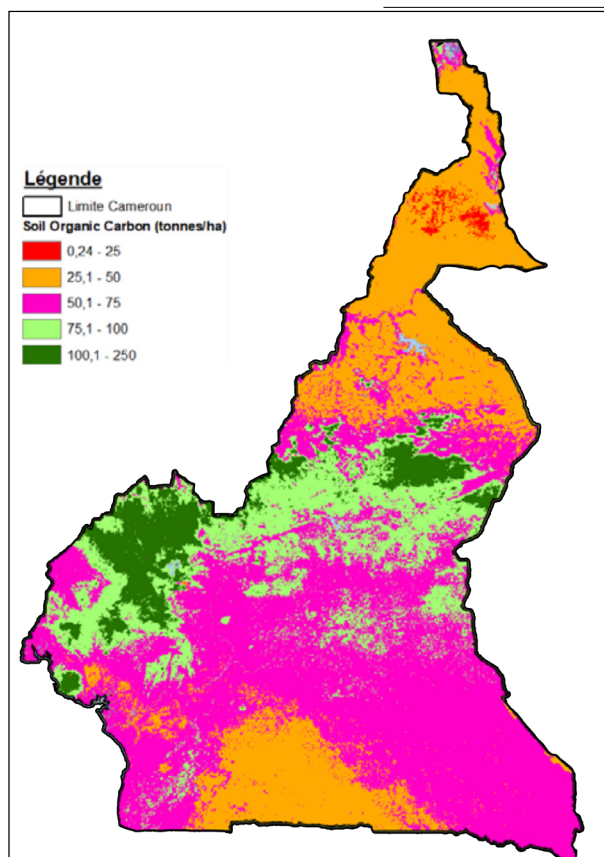 Légende
Limite Cameroun
Soil Organic Carbon (tonnes/ha)
0,24 - 25
25,1 - 50
50,1 - 75
75,1 - 100
100,1 - 250